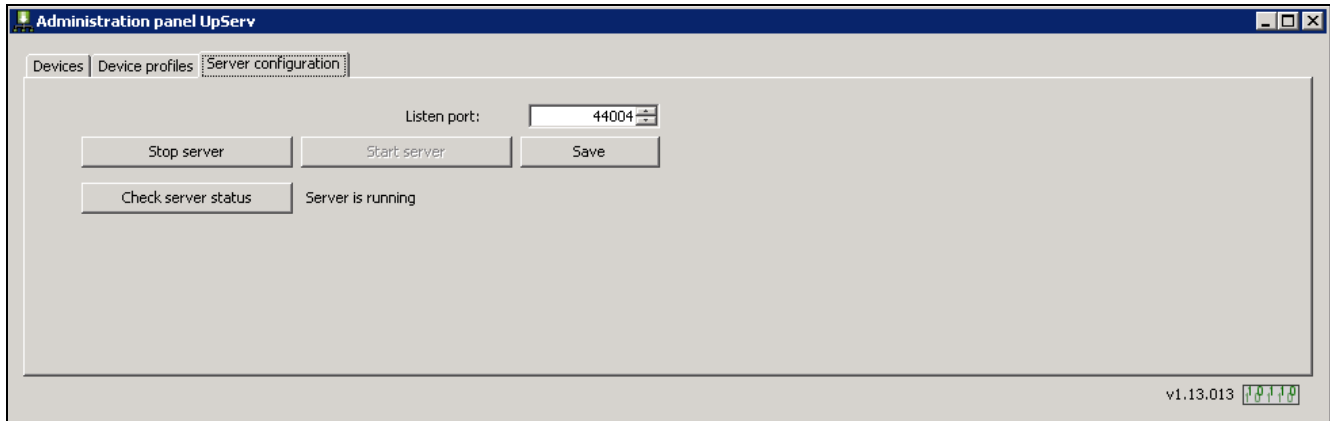 Administration panel UpServ
Devices
Device profiles
Server configuration
Listen port:
44004
Stop server
Start server
Save
Check server status
Server is running
v1.13.013